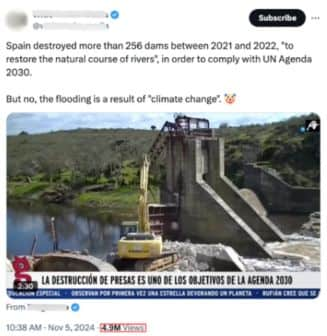 Subscribe
Spain destroyed more than 256 dams between 2021 and 2022, "to
restore the natural course of rivers", in order to comply with UN Agenda
2030.
But no, the flooding is a result of "climate change". 🤡
2:30
LA DESTRUCCIÓN DE PRESAS ES UNO DE LOS OBJETIVOS DE LA AGENDA 2030
ESPECIAL OBSERVAN POR PRIMERA VEZ UNA ESTRELLA DEVORANDO UN PLANETA RUFIÁN CREE QUE SE
From
10:38 AM · Nov 5, 2024 · 4.9M Views